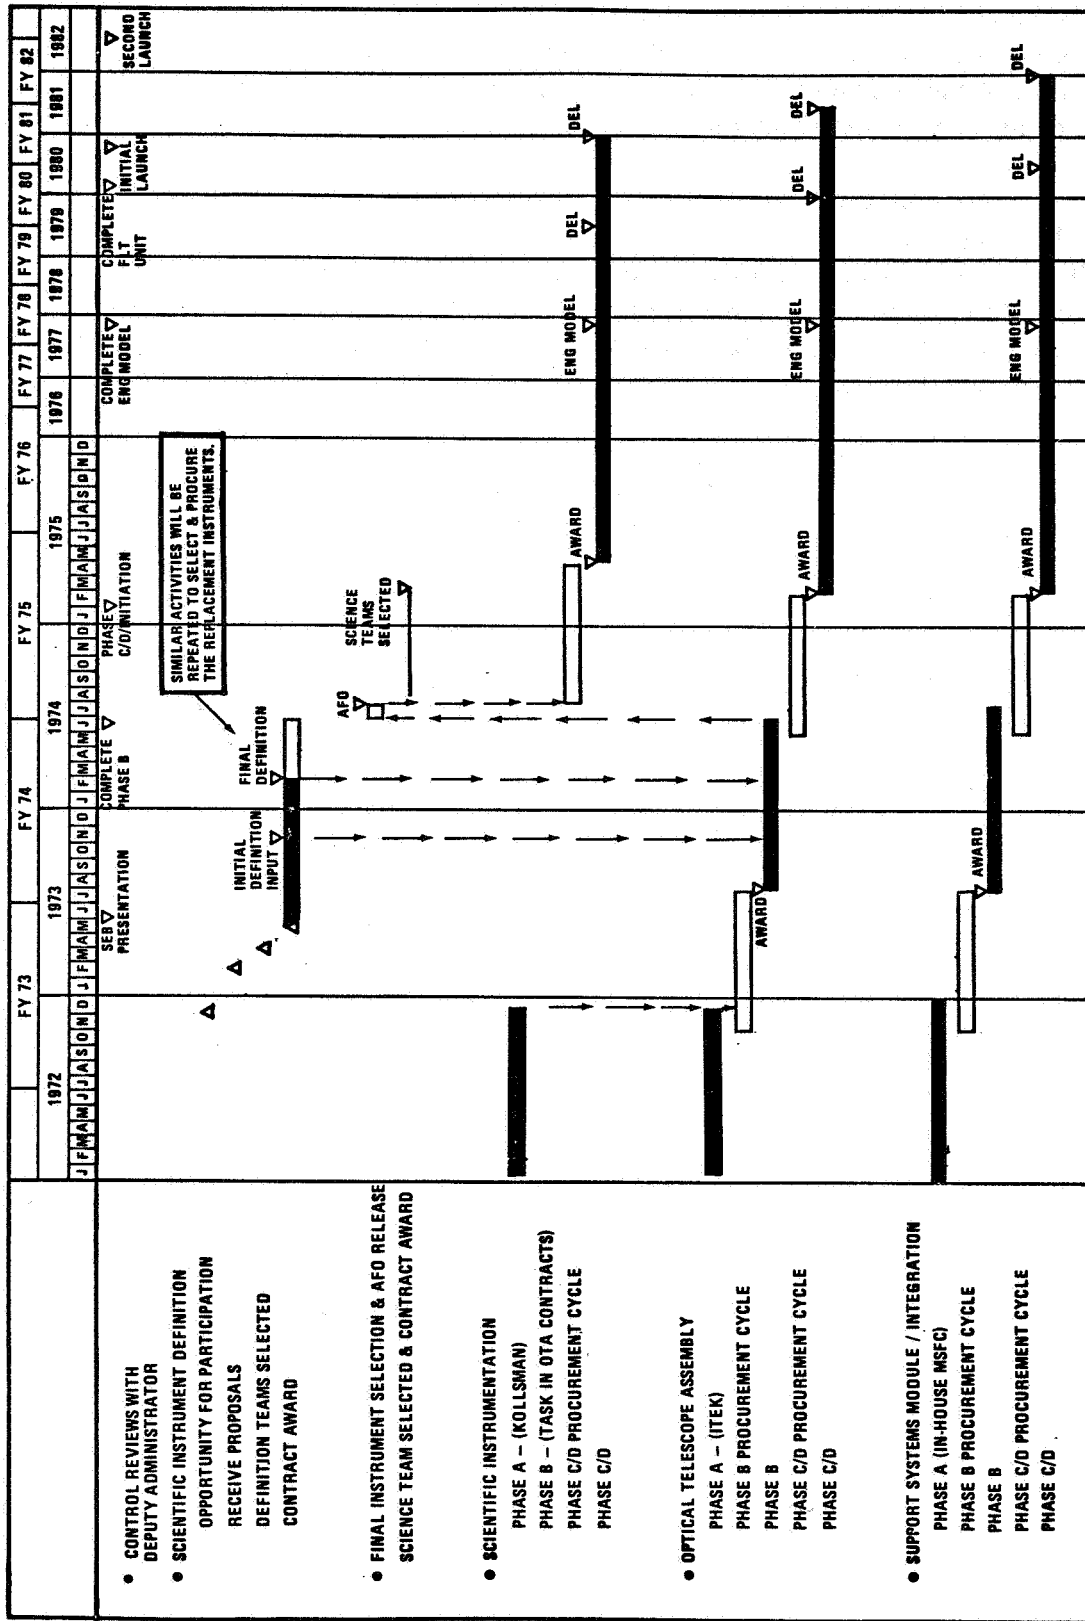 FY 73 FY 74 FY 75 FY 76 FY 77 FY 78 FY 79 FY 80 FY 81 FY 82
1972 1973 1974 1975 1976 1977 1978 1979 1980 1981 1982
J F M A M J J A S O N D J F M A M J J A S O N D J F M A M J J A S O N D J F M A M J J A S O N D
● CONTROL REVIEWS WITH
DEPUTY ADMINISTRATOR
SEB
PRESENTATION
COMPLETE
PHASE B
PHASE
C/D/INITIATION
COMPLETE
ENG MODEL
COMPLETE
FLT
UNIT
INITIAL
LAUNCH
SECOND
LAUNCH
● SCIENTIFIC INSTRUMENT DEFINITION
OPPORTUNITY FOR PARTICIPATION
RECEIVE PROPOSALS
DEFINITION TEAMS SELECTED
CONTRACT AWARD
INITIAL
DEFINITION
INPUT
FINAL
DEFINITION
SIMILAR ACTIVITIES WILL BE
REPEATED TO SELECT & PROCURE
THE REPLACEMENT INSTRUMENTS.
● FINAL INSTRUMENT SELECTION & AFO RELEASE
AFO
SCIENCE TEAM SELECTED & CONTRACT AWARD
SCIENCE
TEAMS
SELECTED
● SCIENTIFIC INSTRUMENTATION
PHASE A – (KOLLSMAN)
PHASE B – (TASK IN OTA CONTRACTS)
PHASE C/D PROCUREMENT CYCLE
AWARD
ENG MODEL
DEL
DEL
PHASE C/D
● OPTICAL TELESCOPE ASSEMBLY
PHASE A – (ITEK)
PHASE B PROCUREMENT CYCLE
AWARD
PHASE B
PHASE C/D PROCUREMENT CYCLE
AWARD
ENG MODEL
DEL
DEL
PHASE C/D
● SUPPORT SYSTEMS MODULE / INTEGRATION
PHASE A (IN-HOUSE MSFC)
PHASE B PROCUREMENT CYCLE
AWARD
PHASE B
PHASE C/D PROCUREMENT CYCLE
AWARD
ENG MODEL
DEL
DEL
PHASE C/D